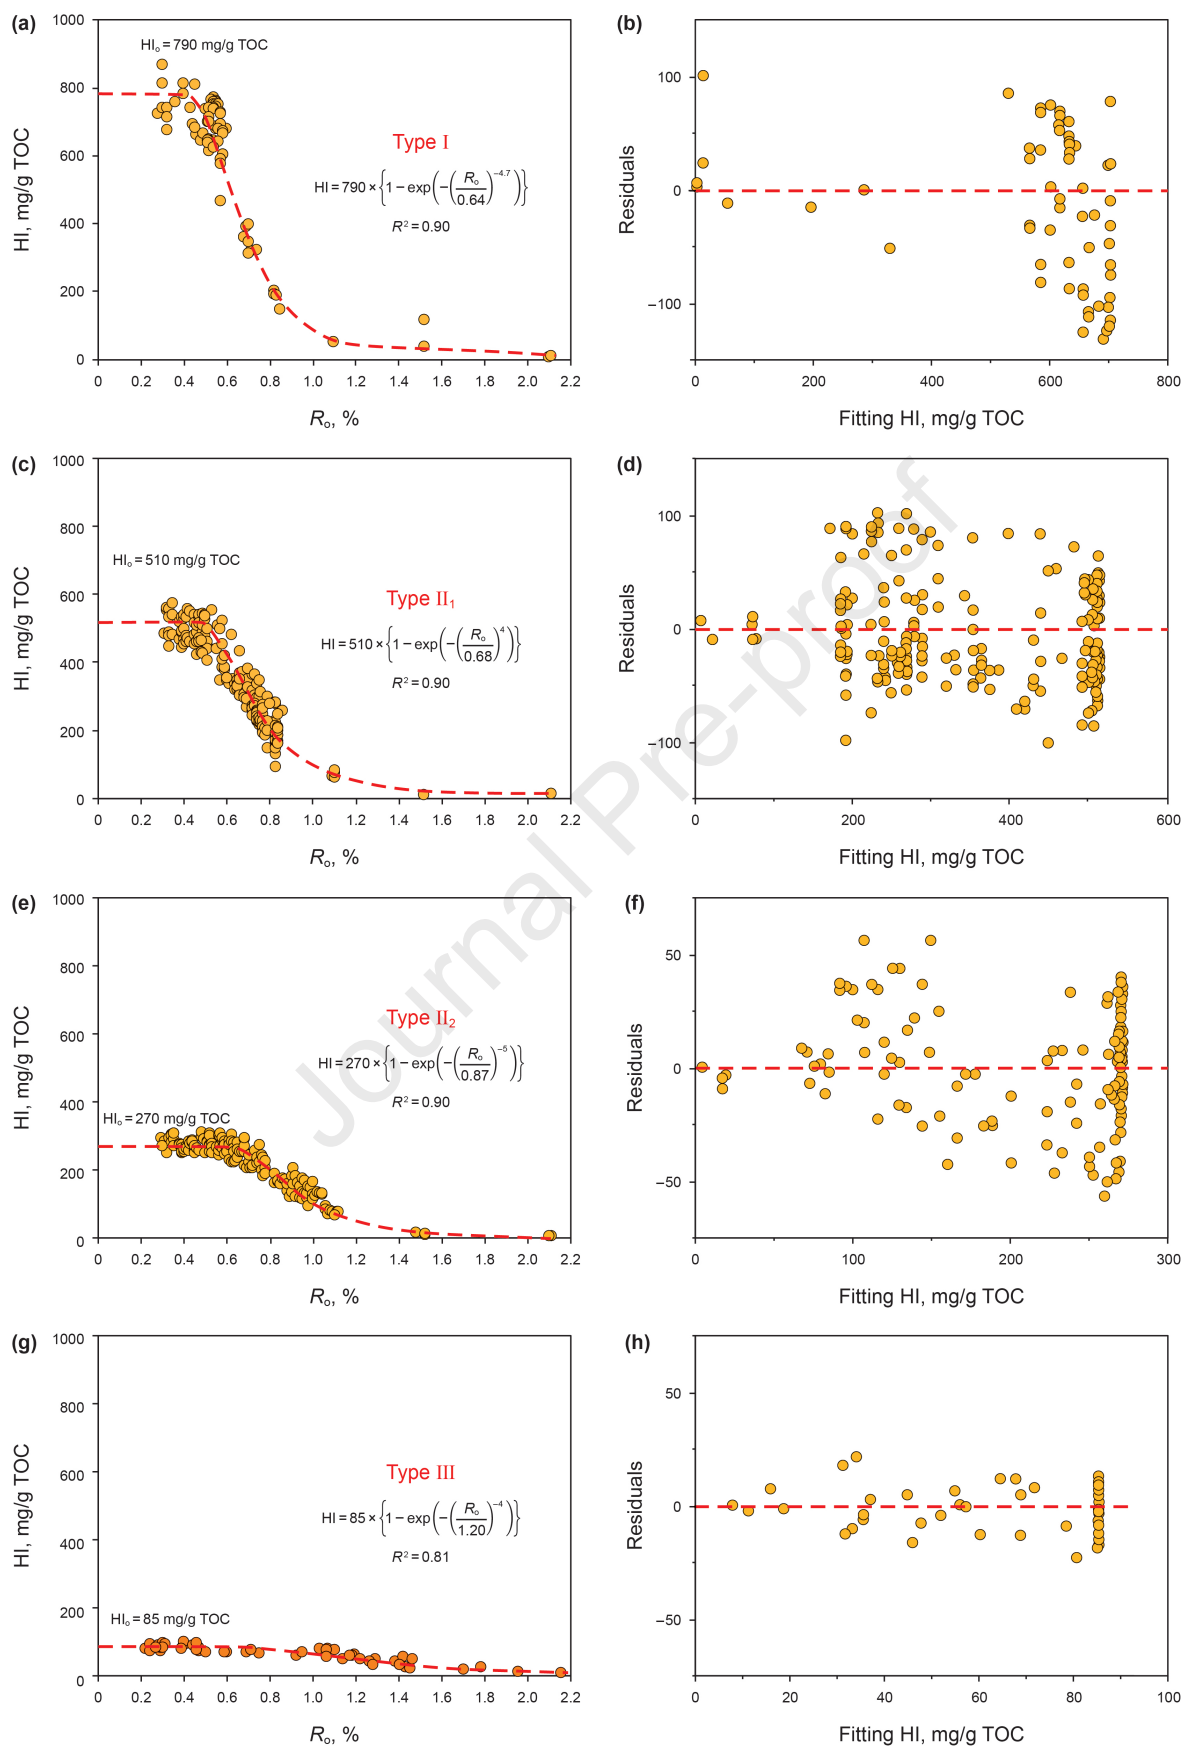 (a)
HI, mg/g TOC
1000
800
600
400
200
0
HIo = 790 mg/g TOC
Type I
HI = 790 × {1 − exp(−(Ro/0.64)^−4.7)}
R² = 0.90
0 0.2 0.4 0.6 0.8 1.0 1.2 1.4 1.6 1.8 2.0 2.2
Ro, %
(b)
Residuals
100
0
−100
0 200 400 600 800
Fitting HI, mg/g TOC
(c)
HI, mg/g TOC
1000
800
600
400
200
0
HIo = 510 mg/g TOC
Type II1
HI = 510 × {1 − exp(−(Ro/0.68)^4)}
R² = 0.90
0 0.2 0.4 0.6 0.8 1.0 1.2 1.4 1.6 1.8 2.0 2.2
Ro, %
(d)
Residuals
100
0
−100
0 200 400 600
Fitting HI, mg/g TOC
(e)
HI, mg/g TOC
1000
800
600
400
200
0
HIo = 270 mg/g TOC
Type II2
HI = 270 × {1 − exp(−(Ro/0.87)^−5)}
R² = 0.90
0 0.2 0.4 0.6 0.8 1.0 1.2 1.4 1.6 1.8 2.0 2.2
Ro, %
(f)
Residuals
50
0
−50
0 100 200 300
Fitting HI, mg/g TOC
(g)
HI, mg/g TOC
1000
800
600
400
200
0
HIo = 85 mg/g TOC
Type III
HI = 85 × {1 − exp(−(Ro/1.20)^−4)}
R² = 0.81
0 0.2 0.4 0.6 0.8 1.0 1.2 1.4 1.6 1.8 2.0 2.2
Ro, %
(h)
Residuals
50
0
−50
0 20 40 60 80 100
Fitting HI, mg/g TOC
Journal Pre-proof